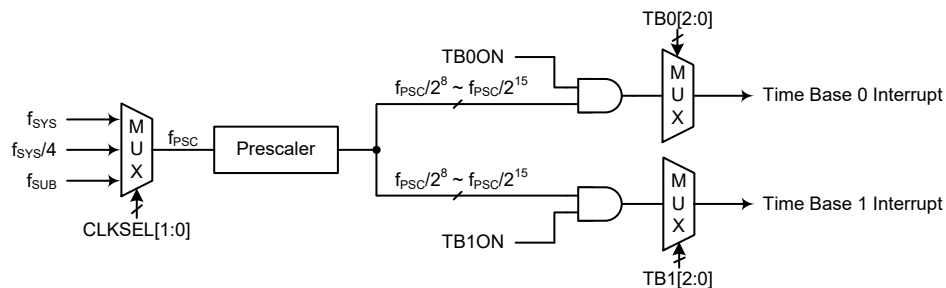 TB0[2:0]
TB0ON
M
U
X
Time Base 0 Interrupt
fPSC/2^8 ~ fPSC/2^15
fSYS
fSYS/4
fSUB
M
U
X
fPSC
Prescaler
CLKSEL[1:0]
fPSC/2^8 ~ fPSC/2^15
M
U
X
Time Base 1 Interrupt
TB1ON
TB1[2:0]